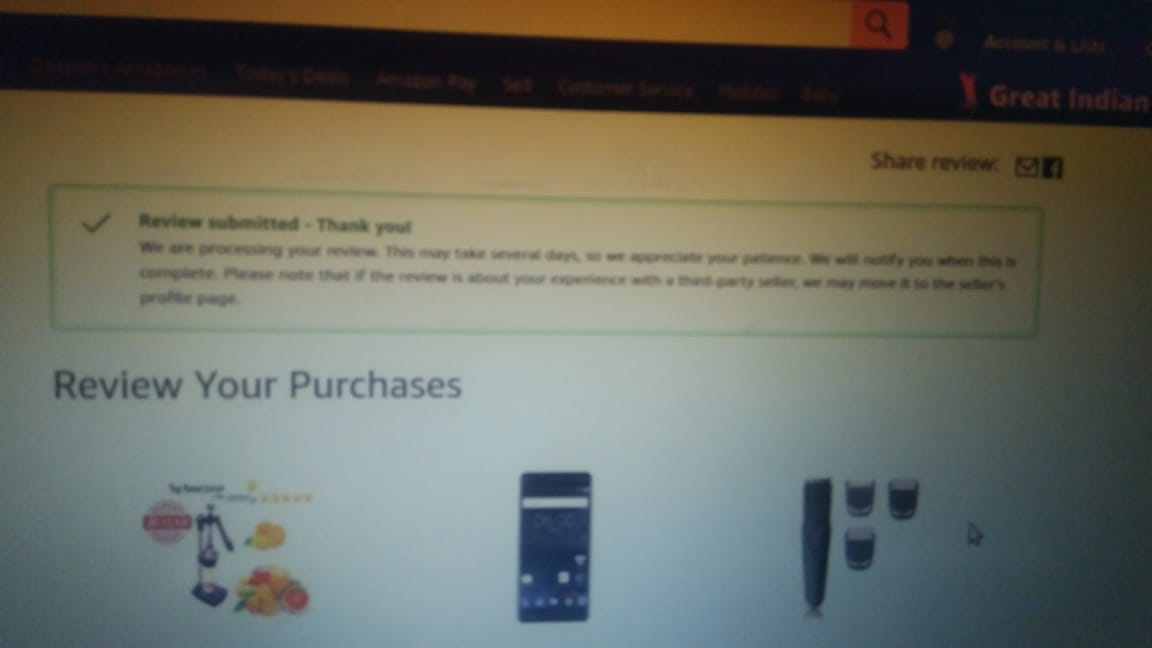 Account & Lists
Today's Deals Amazon Pay Sell Customer Service Mobiles Baby
Great Indian
Share review:
Review submitted - Thank you!
We are processing your review. This may take several days, so we appreciate your patience. We will notify you when this is
complete. Please note that if the review is about your experience with a third-party seller, we may move it to the seller's
profile page.
Review Your Purchases